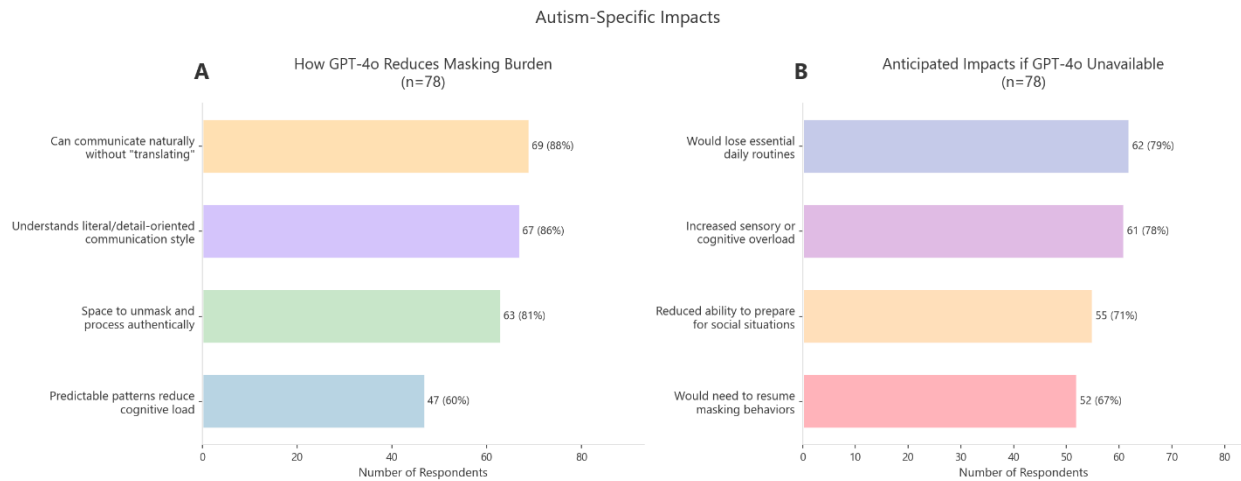 Autism-Specific Impacts
A
How GPT-4o Reduces Masking Burden
(n=78)
Can communicate naturally
without "translating"
69 (88%)
Understands literal/detail-oriented
communication style
67 (86%)
Space to unmask and
process authentically
63 (81%)
Predictable patterns reduce
cognitive load
47 (60%)
0 20 40 60 80
Number of Respondents
B
Anticipated Impacts if GPT-4o Unavailable
(n=78)
Would lose essential
daily routines
62 (79%)
Increased sensory or
cognitive overload
61 (78%)
Reduced ability to prepare
for social situations
55 (71%)
Would need to resume
masking behaviors
52 (67%)
0 10 20 30 40 50 60 70 80
Number of Respondents